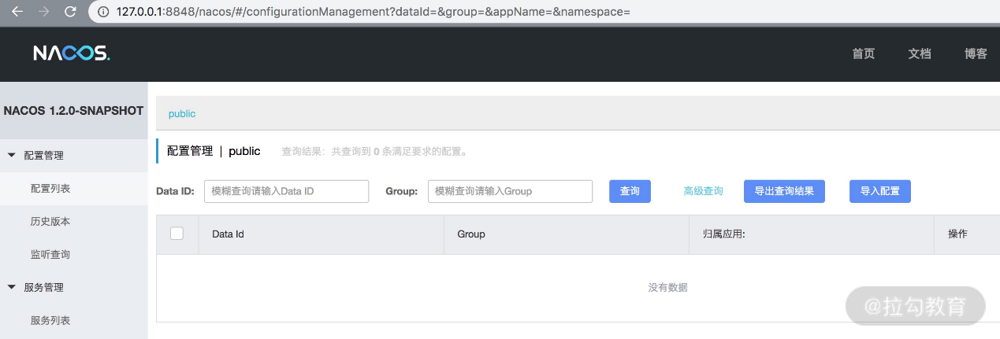 127.0.0.1:8848/nacos/#/configurationManagement?dataId=&group=&appName=&namespace=
NACOS.
首页 文档 博客
NACOS 1.2.0-SNAPSHOT
public
配置管理
配置管理 | public 查询结果：共查询到 0 条满足要求的配置。
配置列表
Data ID: 模糊查询请输入Data ID Group: 模糊查询请输入Group 查询 高级查询 导出查询结果 导入配置
历史版本
Data Id Group 归属应用: 操作
监听查询
服务管理
没有数据
服务列表
@拉勾教育